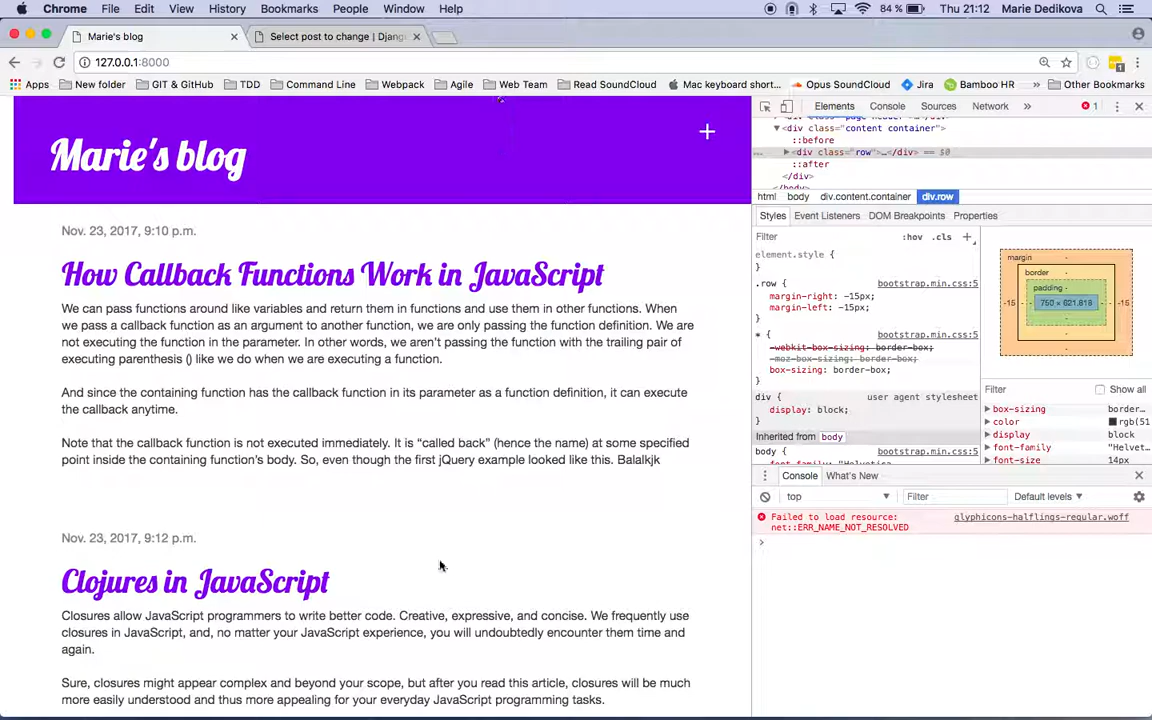 Chrome File Edit View History Bookmarks People Window Help 84 % Thu 21:12 Marie Dedikova
Marie's blog × Select post to change | Djang ×
127.0.0.1:8000
Apps New folder GIT & GitHub TDD Command Line Webpack Agile Web Team Read SoundCloud Mac keyboard short... Opus SoundCloud Jira Bamboo HR » Other Bookmarks
Elements Console Sources Network » 1
<div class="content container">
::before
<div class="row">…</div> == $0
::after
</div>
html body div.content.container div.row
Styles Event Listeners DOM Breakpoints Properties
Filter :hov .cls +
element.style {
}
.row { bootstrap.min.css:5
margin-right: -15px;
margin-left: -15px;
}
* { bootstrap.min.css:5
-webkit-box-sizing: border-box;
-moz-box-sizing: border-box;
box-sizing: border-box;
}
div { user agent stylesheet
display: block;
}
Inherited from body
body { bootstrap.min.css:5
margin -
border -
padding -
-15 750 × 621.818 -15
Filter Show all
box-sizing border…
color rgb(51
display block
font-family "Helvet…
font-size 14px
Console What's New
top Filter Default levels
Failed to load resource: glyphicons-halflings-regular.woff
net::ERR_NAME_NOT_RESOLVED
>
Marie's blog
+
Nov. 23, 2017, 9:10 p.m.
How Callback Functions Work in JavaScript
We can pass functions around like variables and return them in functions and use them in other functions. When
we pass a callback function as an argument to another function, we are only passing the function definition. We are
not executing the function in the parameter. In other words, we aren't passing the function with the trailing pair of
executing parenthesis () like we do when we are executing a function.
And since the containing function has the callback function in its parameter as a function definition, it can execute
the callback anytime.
Note that the callback function is not executed immediately. It is “called back” (hence the name) at some specified
point inside the containing function's body. So, even though the first jQuery example looked like this. Balalkjk
Nov. 23, 2017, 9:12 p.m.
Clojures in JavaScript
Closures allow JavaScript programmers to write better code. Creative, expressive, and concise. We frequently use
closures in JavaScript, and, no matter your JavaScript experience, you will undoubtedly encounter them time and
again.
Sure, closures might appear complex and beyond your scope, but after you read this article, closures will be much
more easily understood and thus more appealing for your everyday JavaScript programming tasks.